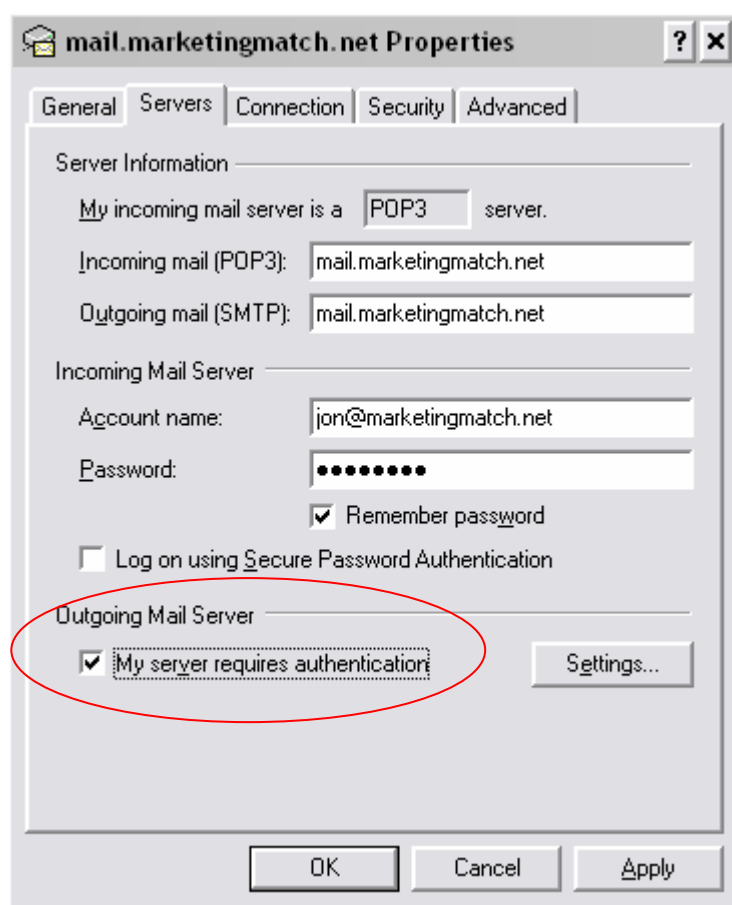 mail.marketingmatch.net Properties
General Servers Connection Security Advanced
Server Information
My incoming mail server is a POP3 server.
Incoming mail (POP3): mail.marketingmatch.net
Outgoing mail (SMTP): mail.marketingmatch.net
Incoming Mail Server
Account name: jon@marketingmatch.net
Password: ●●●●●●●●
Remember password
Log on using Secure Password Authentication
Outgoing Mail Server
My server requires authentication Settings...
OK Cancel Apply